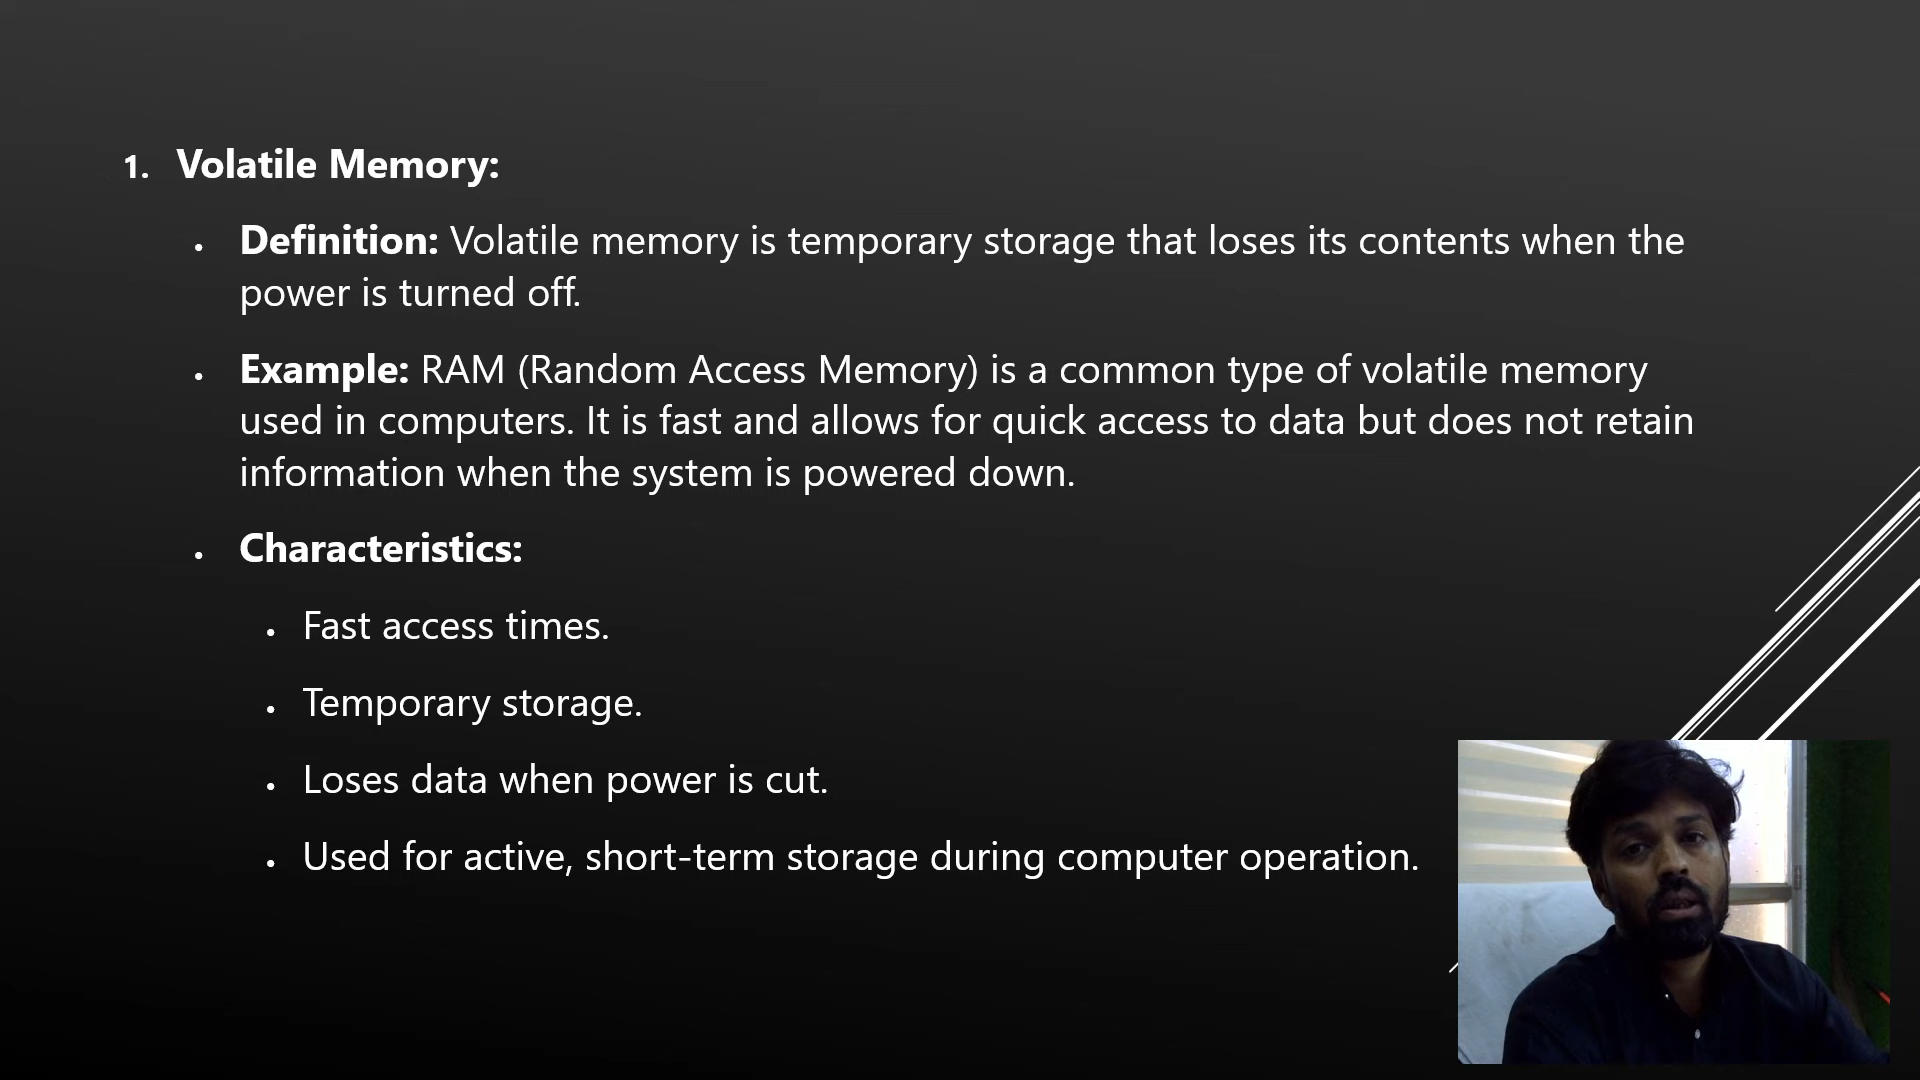 1. Volatile Memory:
• Definition: Volatile memory is temporary storage that loses its contents when the
power is turned off.
• Example: RAM (Random Access Memory) is a common type of volatile memory
used in computers. It is fast and allows for quick access to data but does not retain
information when the system is powered down.
• Characteristics:
• Fast access times.
• Temporary storage.
• Loses data when power is cut.
• Used for active, short-term storage during computer operation.